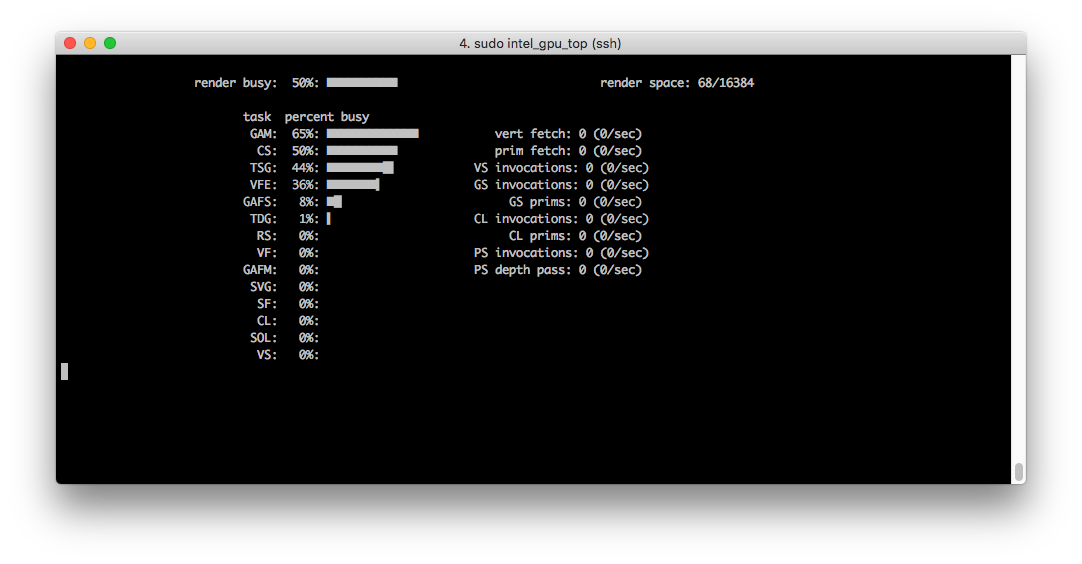 4. sudo intel_gpu_top (ssh)
render busy: 50%: render space: 68/16384
task percent busy
GAM: 65%: vert fetch: 0 (0/sec)
CS: 50%: prim fetch: 0 (0/sec)
TSG: 44%: VS invocations: 0 (0/sec)
VFE: 36%: GS invocations: 0 (0/sec)
GAFS: 8%: GS prims: 0 (0/sec)
TDG: 1%: CL invocations: 0 (0/sec)
RS: 0%: CL prims: 0 (0/sec)
VF: 0%: PS invocations: 0 (0/sec)
GAFM: 0%: PS depth pass: 0 (0/sec)
SVG: 0%:
SF: 0%:
CL: 0%:
SOL: 0%:
VS: 0%: